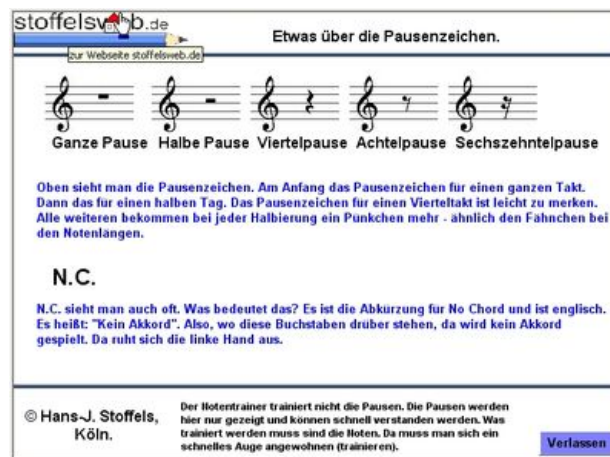 stoffelsweb.de
zur Webseite stoffelsweb.de
Etwas über die Pausenzeichen.
Ganze Pause Halbe Pause Viertelpause Achtelpause Sechszehntelpause
Oben sieht man die Pausenzeichen. Am Anfang das Pausenzeichen für einen ganzen Takt.
Dann das für einen halben Tag. Das Pausenzeichen für einen Vierteltakt ist leicht zu merken.
Alle weiteren bekommen bei jeder Halbierung ein Pünkchen mehr - ähnlich den Fähnchen bei
den Notenlängen.
N.C.
N.C. sieht man auch oft. Was bedeutet das? Es ist die Abkürzung für No Chord und ist englisch.
Es heißt: "Kein Akkord". Also, wo diese Buchstaben drüber stehen, da wird kein Akkord
gespielt. Da ruht sich die linke Hand aus.
© Hans-J. Stoffels,
Köln.
Der Notentrainer trainiert nicht die Pausen. Die Pausen werden
hier nur gezeigt und können schnell verstanden werden. Was
trainiert werden muss sind die Noten. Da muss man sich ein
schnelles Auge angewohnen (trainieren).
Verlassen